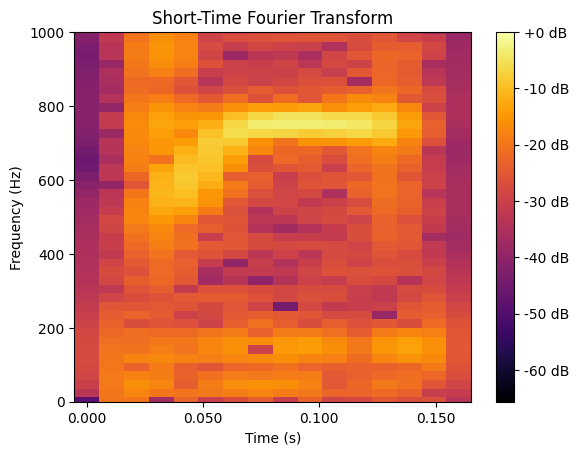 Short-Time Fourier Transform
1000
800
600
400
200
0
Frequency (Hz)
0.000
0.050
0.100
0.150
Time (s)
+0 dB
-10 dB
-20 dB
-30 dB
-40 dB
-50 dB
-60 dB